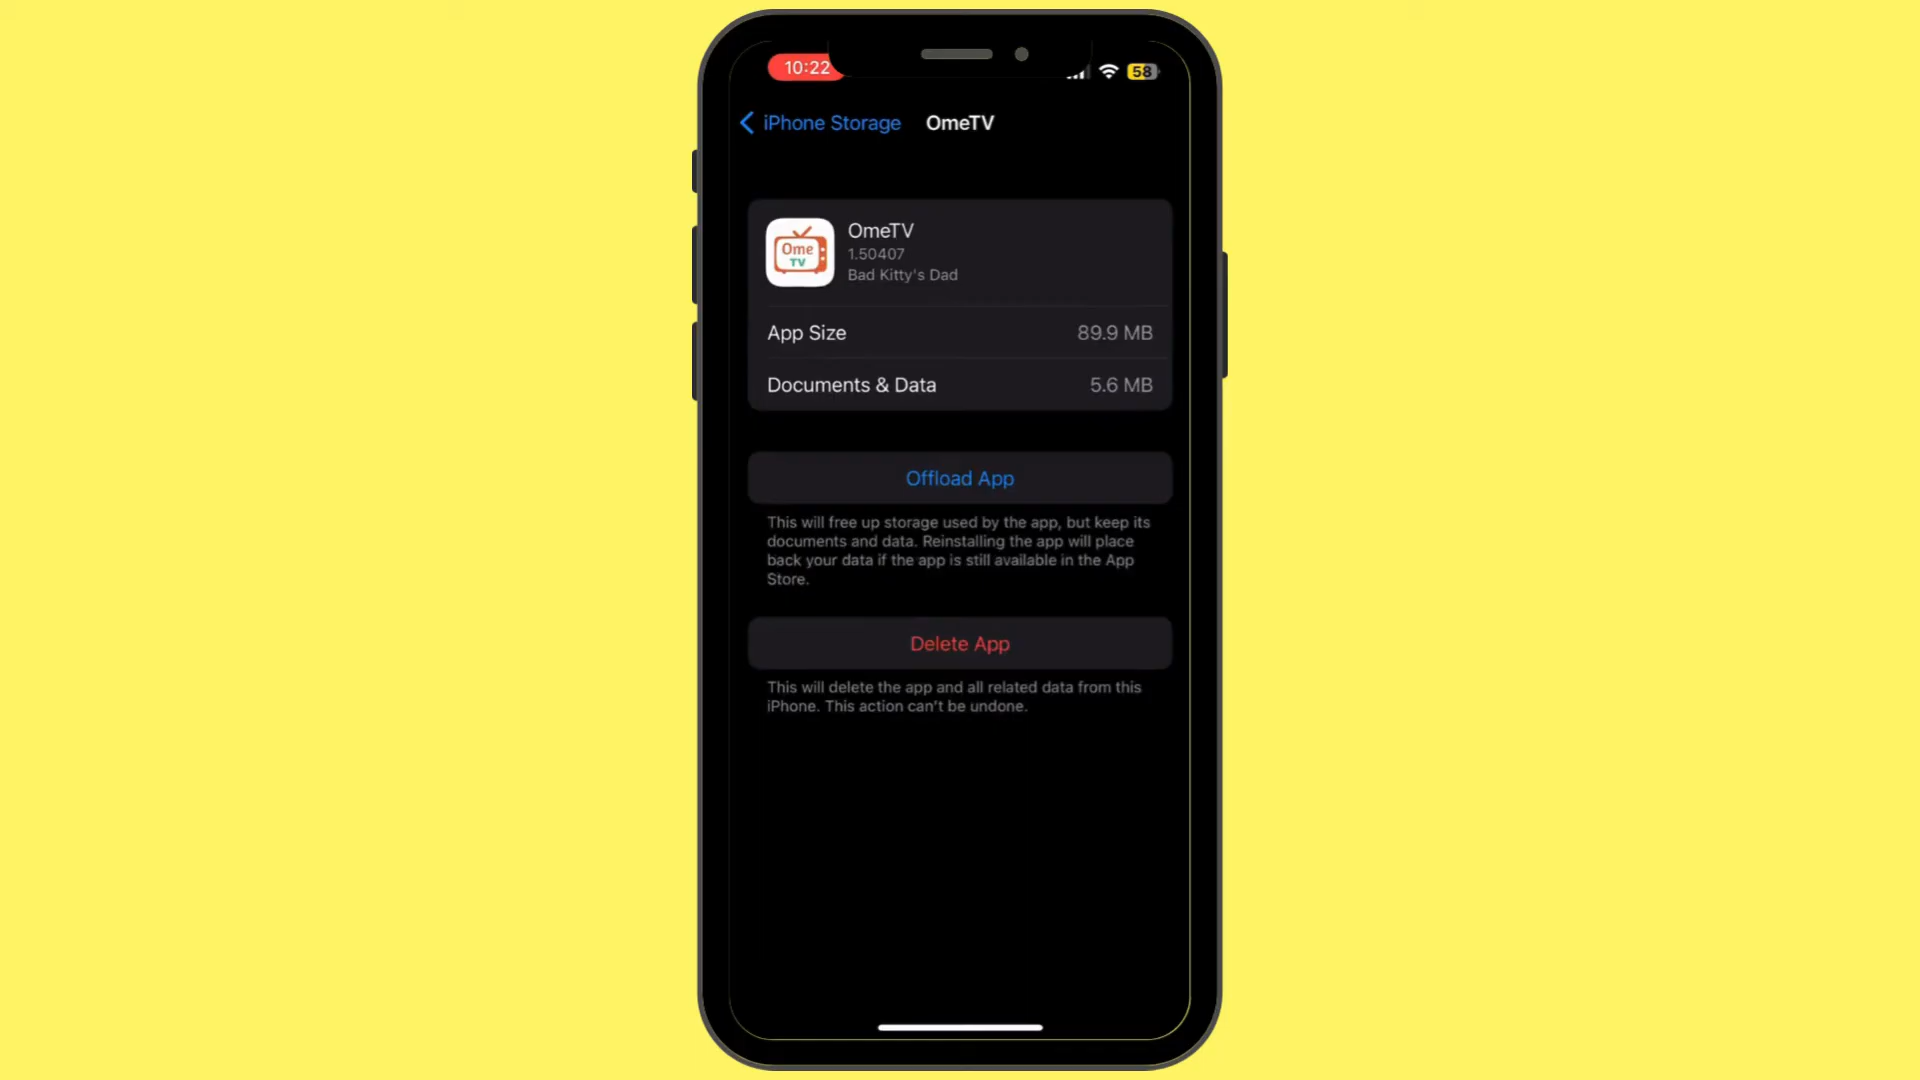 10:22
58
iPhone Storage OmeTV
Ome
TV
OmeTV
1.50407
Bad Kitty's Dad
App Size 89.9 MB
Documents & Data 5.6 MB
Offload App
This will free up storage used by the app, but keep its
documents and data. Reinstalling the app will place
back your data if the app is still available in the App
Store.
Delete App
This will delete the app and all related data from this
iPhone. This action can't be undone.